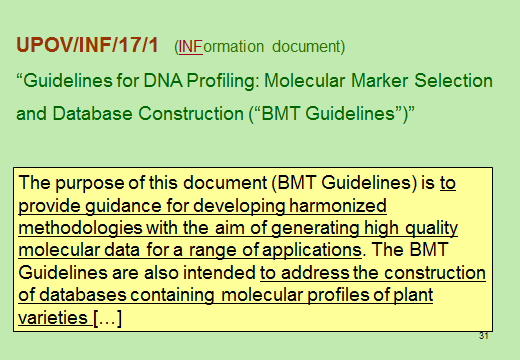 UPOV/INF/17/1 (INFormation document)
“Guidelines for DNA Profiling: Molecular Marker Selection
and Database Construction (“BMT Guidelines”)”
The purpose of this document (BMT Guidelines) is to
provide guidance for developing harmonized
methodologies with the aim of generating high quality
molecular data for a range of applications. The BMT
Guidelines are also intended to address the construction
of databases containing molecular profiles of plant
varieties […]
31